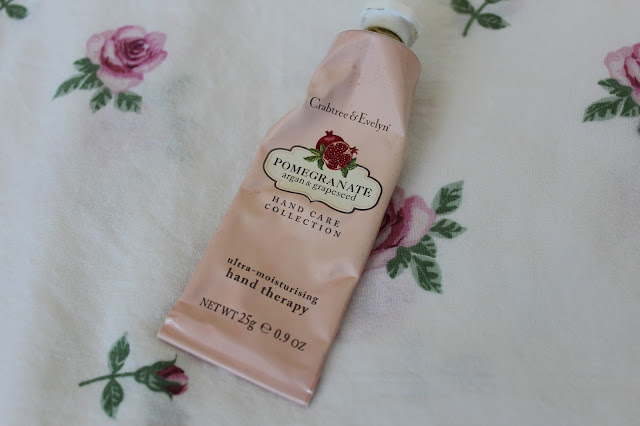 Crabtree & Evelyn®
POMEGRANATE
argan & grapeseed
HAND CARE
COLLECTION
ultra-moisturising
hand therapy
NET WT 25g ℮ 0.9 OZ